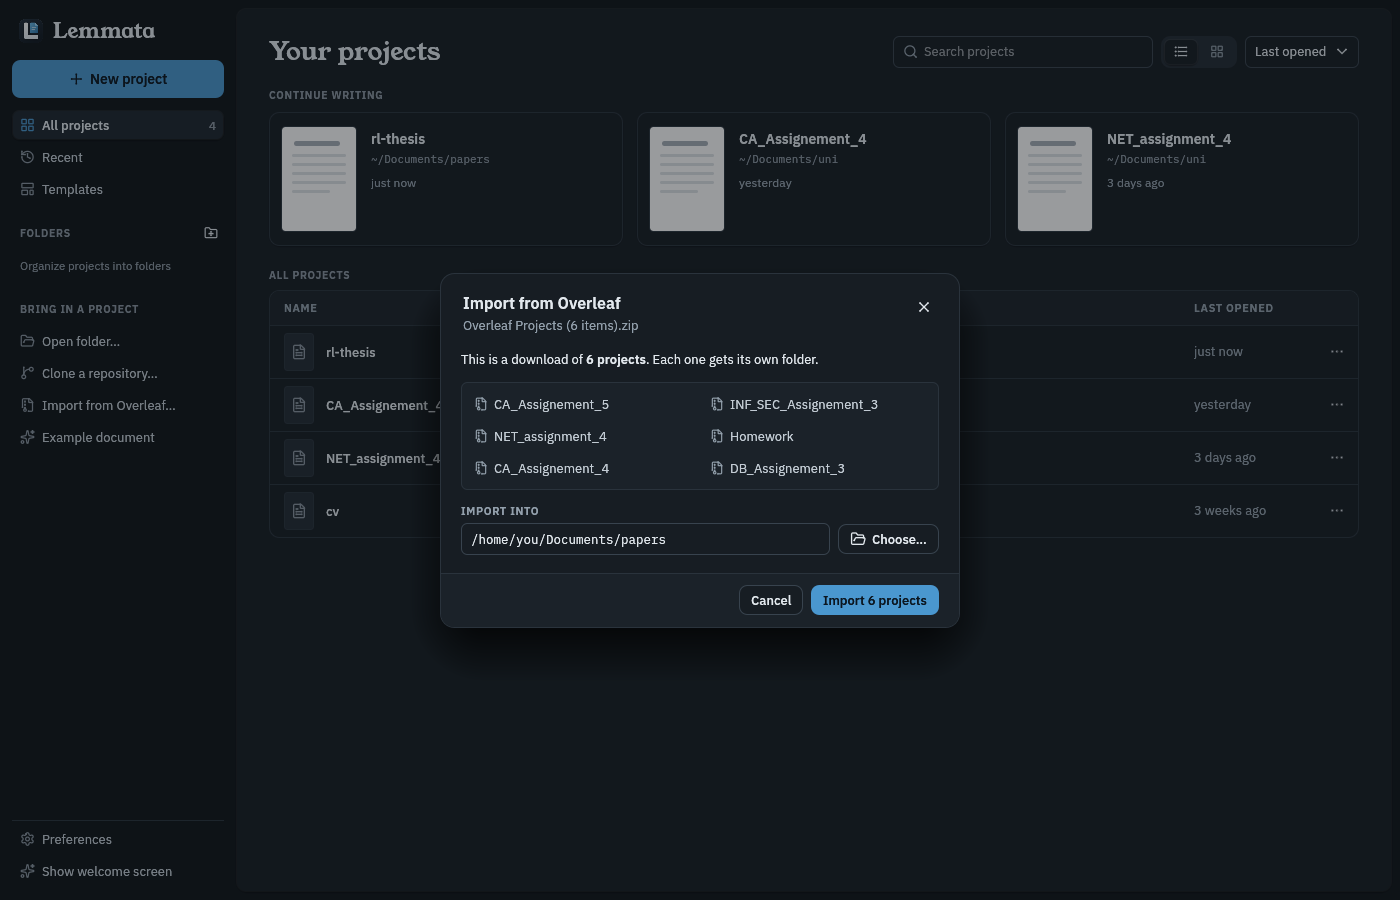 Lemmata
New project
All projects 4
Recent
Templates
FOLDERS
Organize projects into folders
BRING IN A PROJECT
Open folder...
Clone a repository...
Import from Overleaf...
Example document
Preferences
Show welcome screen
Your projects
Search projects
Last opened
CONTINUE WRITING
rl-thesis
~/Documents/papers
just now
CA_Assignement_4
~/Documents/uni
yesterday
NET_assignment_4
~/Documents/uni
3 days ago
ALL PROJECTS
NAME LAST OPENED
rl-thesis just now
CA_Assignement_4 yesterday
NET_assignment_4 3 days ago
cv 3 weeks ago
Import from Overleaf
Overleaf Projects (6 items).zip
This is a download of 6 projects. Each one gets its own folder.
CA_Assignement_5 INF_SEC_Assignement_3
NET_assignment_4 Homework
CA_Assignement_4 DB_Assignement_3
IMPORT INTO
/home/you/Documents/papers Choose...
Cancel Import 6 projects